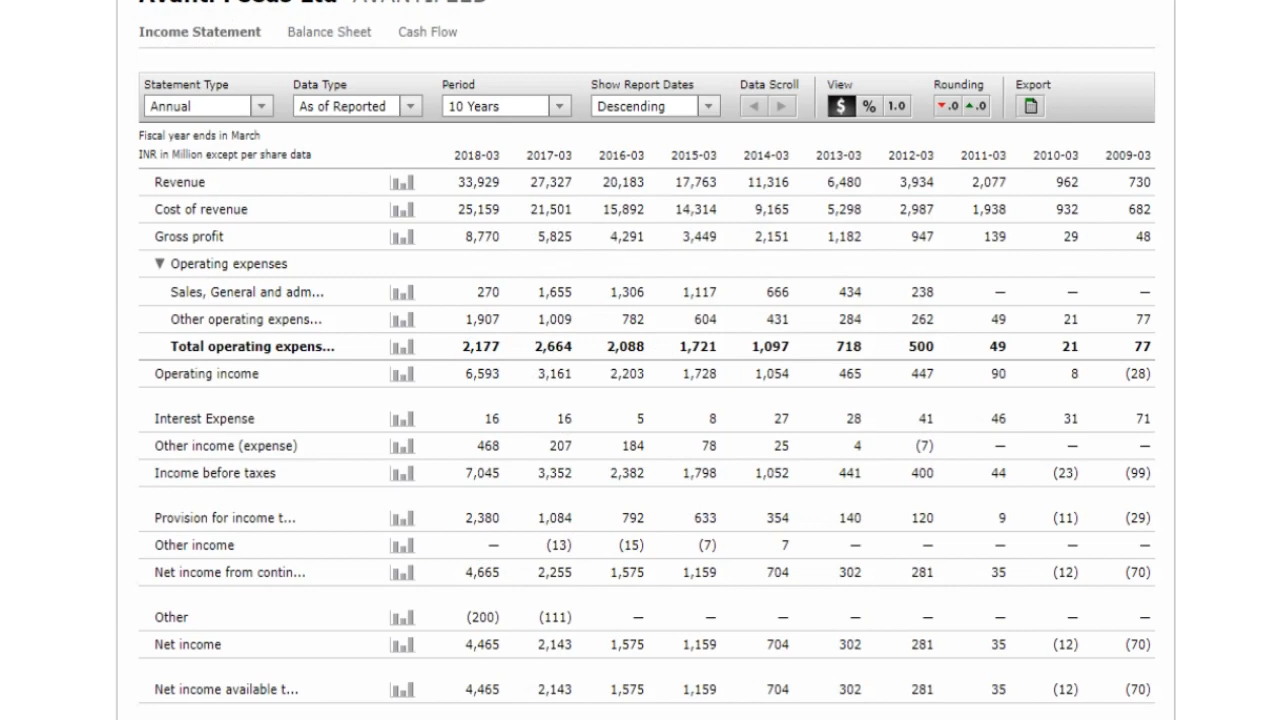 Avanti Feeds Ltd AVANTIFEED
Income Statement Balance Sheet Cash Flow
Statement Type Data Type Period Show Report Dates Data Scroll View Rounding Export
Annual As of Reported 10 Years Descending $ % 1.0 .0 .0
Fiscal year ends in March
INR in Million except per share data 2018-03 2017-03 2016-03 2015-03 2014-03 2013-03 2012-03 2011-03 2010-03 2009-03
Revenue 33,929 27,327 20,183 17,763 11,316 6,480 3,934 2,077 962 730
Cost of revenue 25,159 21,501 15,892 14,314 9,165 5,298 2,987 1,938 932 682
Gross profit 8,770 5,825 4,291 3,449 2,151 1,182 947 139 29 48
▼ Operating expenses
Sales, General and adm... 270 1,655 1,306 1,117 666 434 238 — — —
Other operating expens... 1,907 1,009 782 604 431 284 262 49 21 77
Total operating expens... 2,177 2,664 2,088 1,721 1,097 718 500 49 21 77
Operating income 6,593 3,161 2,203 1,728 1,054 465 447 90 8 (28)
Interest Expense 16 16 5 8 27 28 41 46 31 71
Other income (expense) 468 207 184 78 25 4 (7) — — —
Income before taxes 7,045 3,352 2,382 1,798 1,052 441 400 44 (23) (99)
Provision for income t... 2,380 1,084 792 633 354 140 120 9 (11) (29)
Other income — (13) (15) (7) 7 — — — — —
Net income from contin... 4,665 2,255 1,575 1,159 704 302 281 35 (12) (70)
Other (200) (111) — — — — — — — —
Net income 4,465 2,143 1,575 1,159 704 302 281 35 (12) (70)
Net income available t... 4,465 2,143 1,575 1,159 704 302 281 35 (12) (70)